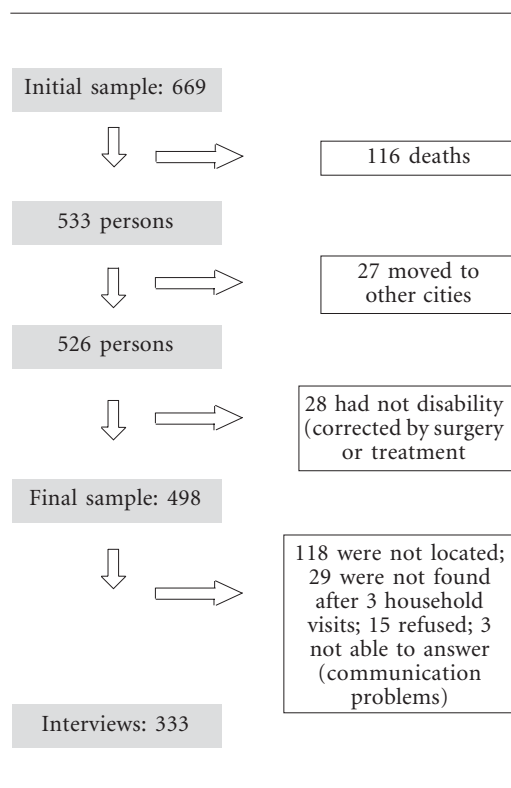 Initial sample: 669
116 deaths
533 persons
27 moved to
other cities
526 persons
28 had not disability
(corrected by surgery
or treatment
Final sample: 498
118 were not located;
29 were not found
after 3 household
visits; 15 refused; 3
not able to answer
(communication
problems)
Interviews: 333